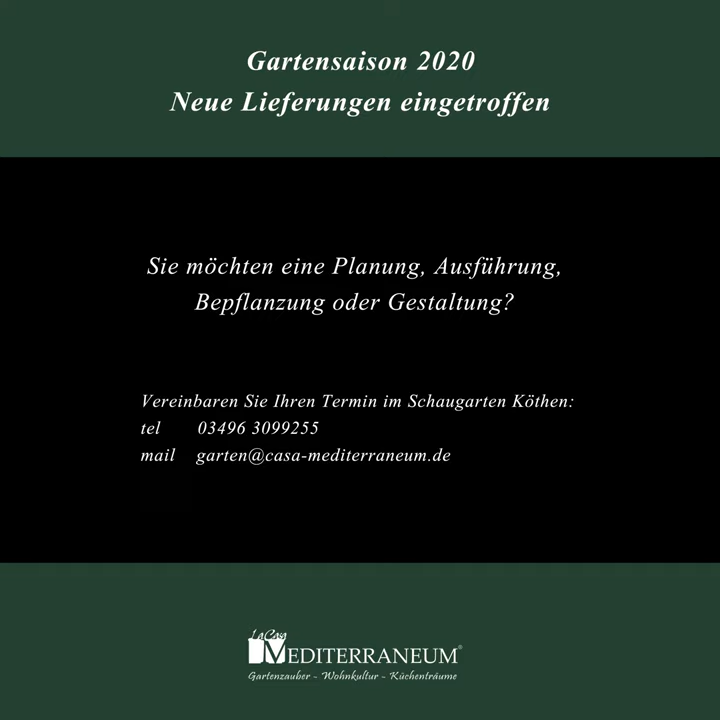 Gartensaison 2020
Neue Lieferungen eingetroffen
Sie möchten eine Planung, Ausführung,
Bepflanzung oder Gestaltung?
Vereinbaren Sie Ihren Termin im Schaugarten Köthen:
tel 03496 3099255
mail garten@casa-mediterraneum.de
La Casa
MEDITERRANEUM®
Gartenzauber ~ Wohnkultur ~ Küchenträume